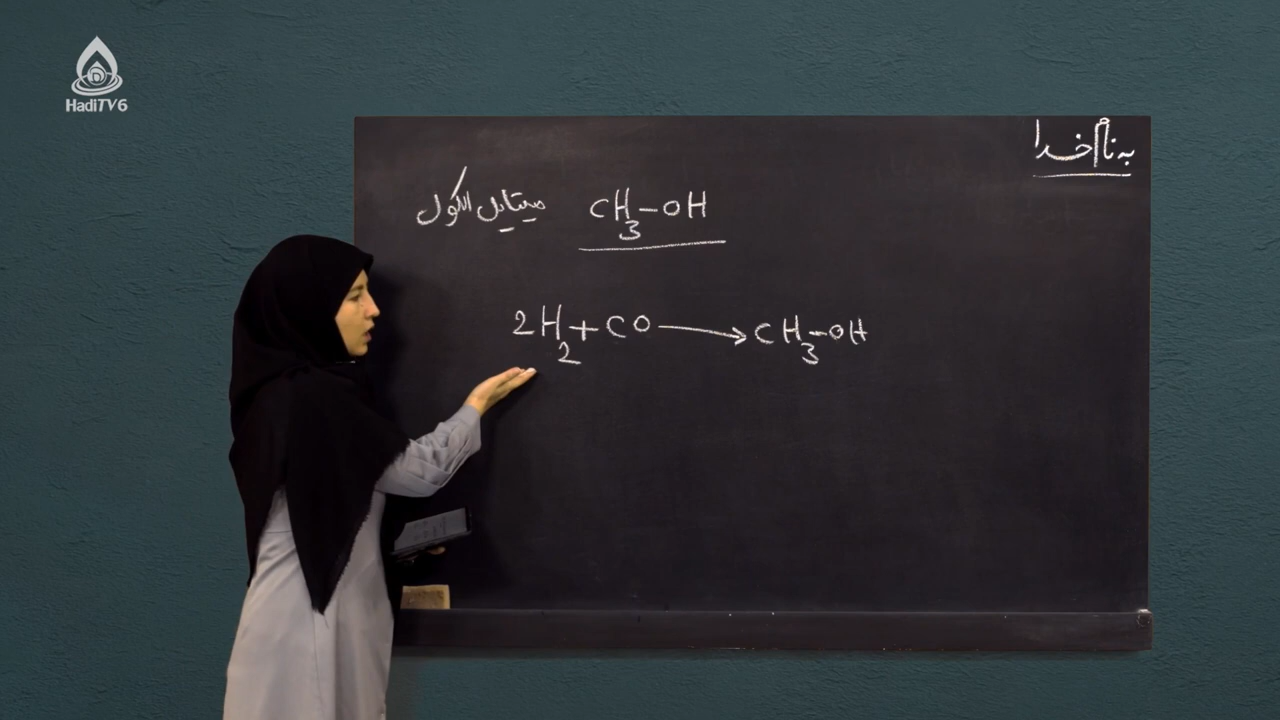 HadiTV6
به نام خدا
میتایل الکول CH₃-OH
2H₂+CO → CH₃-OH